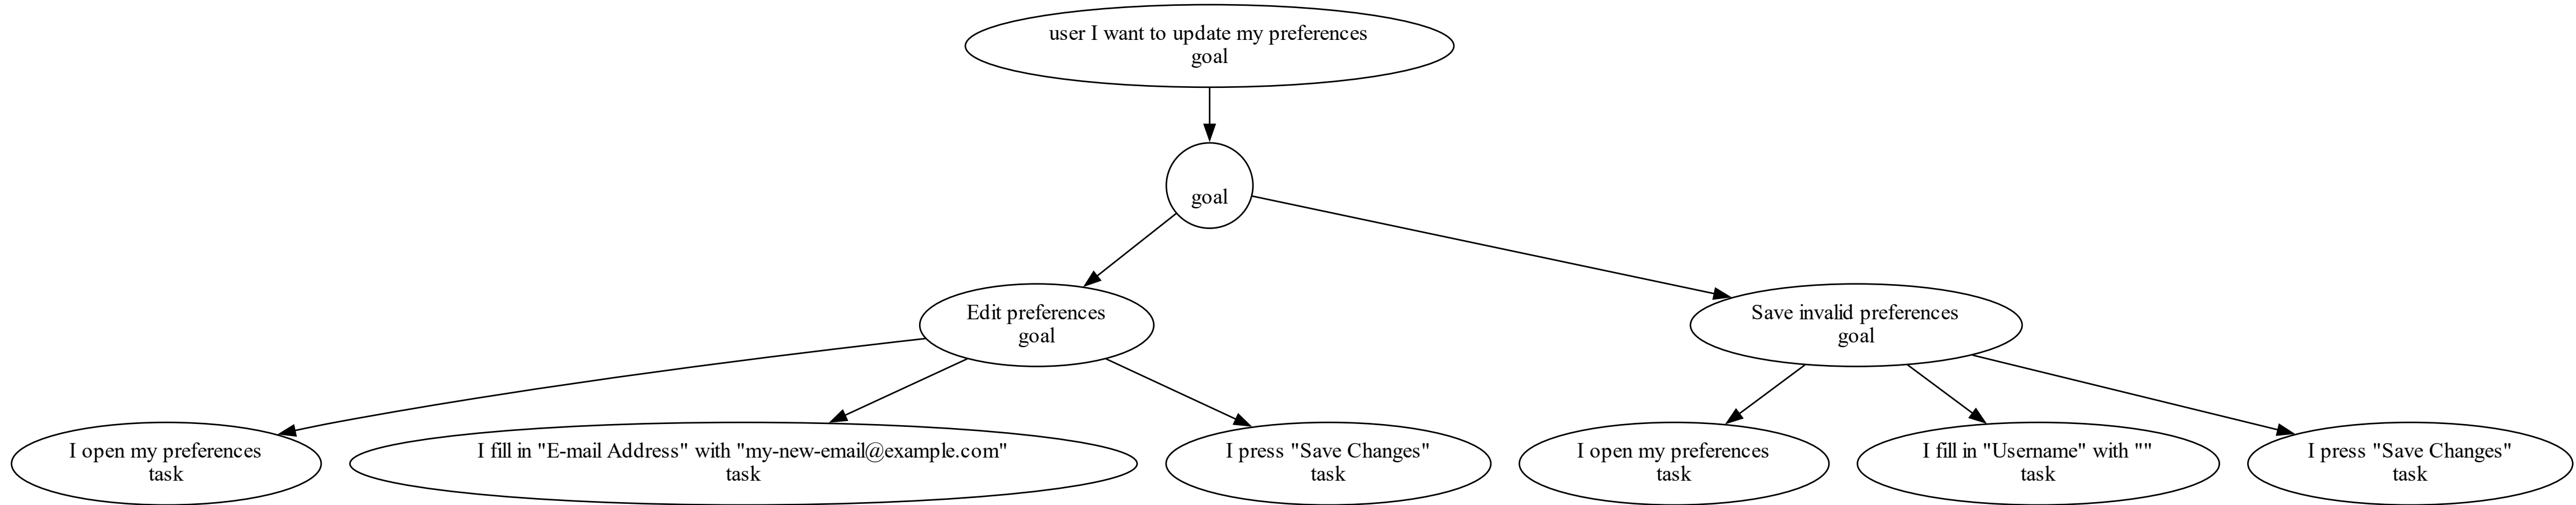 user I want to update my preferences
goal
goal
Edit preferences
goal
Save invalid preferences
goal
I open my preferences
task
I fill in "E-mail Address" with "my-new-email@example.com"
task
I press "Save Changes"
task
I open my preferences
task
I fill in "Username" with ""
task
I press "Save Changes"
task